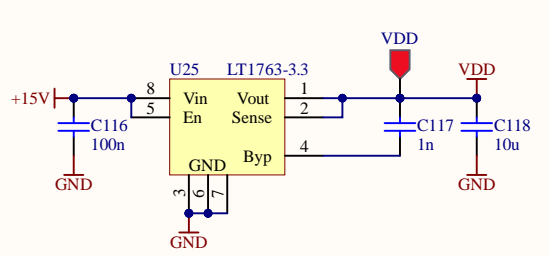 VDD
U25 LT1763-3.3 VDD
+15V 8 Vin Vout 1
5 En Sense 2
C116 C117 C118
100n 1n 10u
Byp 4
GND
GND 3 6 7 GND
GND